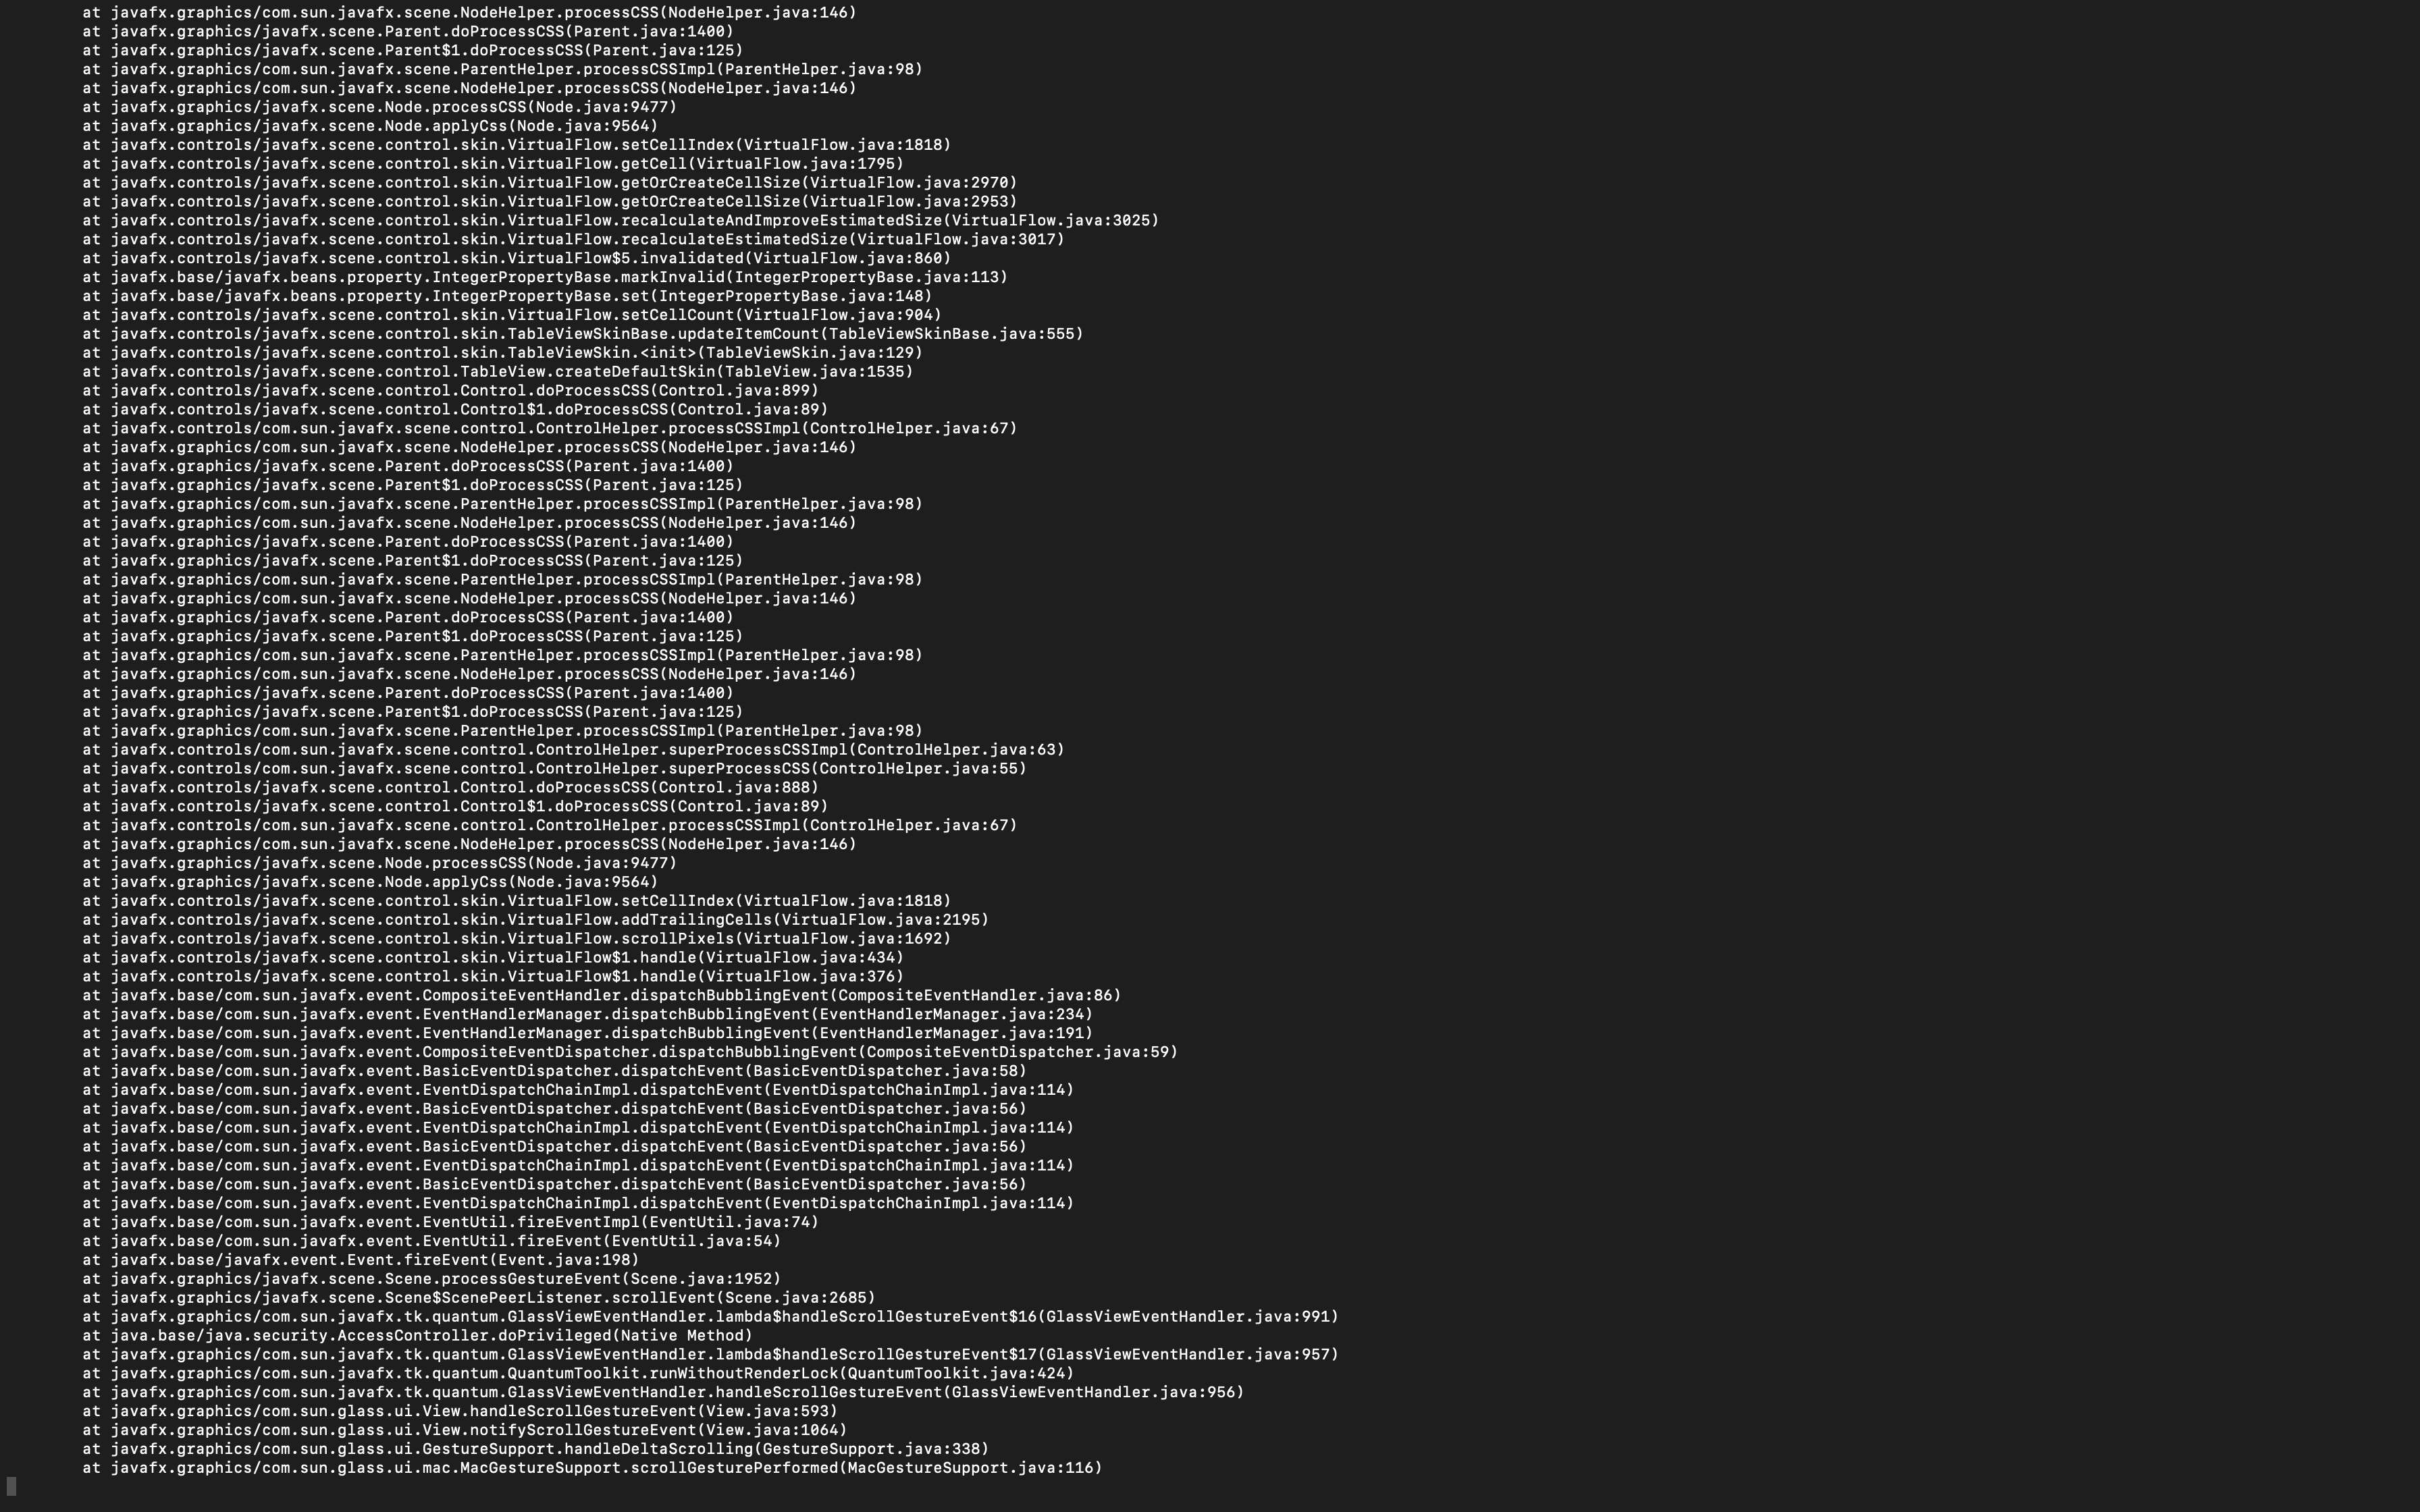 at javafx.graphics/com.sun.javafx.scene.NodeHelper.processCSS(NodeHelper.java:146)
at javafx.graphics/javafx.scene.Parent.doProcessCSS(Parent.java:1400)
at javafx.graphics/javafx.scene.Parent$1.doProcessCSS(Parent.java:125)
at javafx.graphics/com.sun.javafx.scene.ParentHelper.processCSSImpl(ParentHelper.java:98)
at javafx.graphics/com.sun.javafx.scene.NodeHelper.processCSS(NodeHelper.java:146)
at javafx.graphics/javafx.scene.Node.processCSS(Node.java:9477)
at javafx.graphics/javafx.scene.Node.applyCss(Node.java:9564)
at javafx.controls/javafx.scene.control.skin.VirtualFlow.setCellIndex(VirtualFlow.java:1818)
at javafx.controls/javafx.scene.control.skin.VirtualFlow.getCell(VirtualFlow.java:1795)
at javafx.controls/javafx.scene.control.skin.VirtualFlow.getOrCreateCellSize(VirtualFlow.java:2970)
at javafx.controls/javafx.scene.control.skin.VirtualFlow.getOrCreateCellSize(VirtualFlow.java:2953)
at javafx.controls/javafx.scene.control.skin.VirtualFlow.recalculateAndImproveEstimatedSize(VirtualFlow.java:3025)
at javafx.controls/javafx.scene.control.skin.VirtualFlow.recalculateEstimatedSize(VirtualFlow.java:3017)
at javafx.controls/javafx.scene.control.skin.VirtualFlow$5.invalidated(VirtualFlow.java:860)
at javafx.base/javafx.beans.property.IntegerPropertyBase.markInvalid(IntegerPropertyBase.java:113)
at javafx.base/javafx.beans.property.IntegerPropertyBase.set(IntegerPropertyBase.java:148)
at javafx.controls/javafx.scene.control.skin.VirtualFlow.setCellCount(VirtualFlow.java:904)
at javafx.controls/javafx.scene.control.skin.TableViewSkinBase.updateItemCount(TableViewSkinBase.java:555)
at javafx.controls/javafx.scene.control.skin.TableViewSkin.<init>(TableViewSkin.java:129)
at javafx.controls/javafx.scene.control.TableView.createDefaultSkin(TableView.java:1535)
at javafx.controls/javafx.scene.control.Control.doProcessCSS(Control.java:899)
at javafx.controls/javafx.scene.control.Control$1.doProcessCSS(Control.java:89)
at javafx.controls/com.sun.javafx.scene.control.ControlHelper.processCSSImpl(ControlHelper.java:67)
at javafx.graphics/com.sun.javafx.scene.NodeHelper.processCSS(NodeHelper.java:146)
at javafx.graphics/javafx.scene.Parent.doProcessCSS(Parent.java:1400)
at javafx.graphics/javafx.scene.Parent$1.doProcessCSS(Parent.java:125)
at javafx.graphics/com.sun.javafx.scene.ParentHelper.processCSSImpl(ParentHelper.java:98)
at javafx.graphics/com.sun.javafx.scene.NodeHelper.processCSS(NodeHelper.java:146)
at javafx.graphics/javafx.scene.Parent.doProcessCSS(Parent.java:1400)
at javafx.graphics/javafx.scene.Parent$1.doProcessCSS(Parent.java:125)
at javafx.graphics/com.sun.javafx.scene.ParentHelper.processCSSImpl(ParentHelper.java:98)
at javafx.graphics/com.sun.javafx.scene.NodeHelper.processCSS(NodeHelper.java:146)
at javafx.graphics/javafx.scene.Parent.doProcessCSS(Parent.java:1400)
at javafx.graphics/javafx.scene.Parent$1.doProcessCSS(Parent.java:125)
at javafx.graphics/com.sun.javafx.scene.ParentHelper.processCSSImpl(ParentHelper.java:98)
at javafx.graphics/com.sun.javafx.scene.NodeHelper.processCSS(NodeHelper.java:146)
at javafx.graphics/javafx.scene.Parent.doProcessCSS(Parent.java:1400)
at javafx.graphics/javafx.scene.Parent$1.doProcessCSS(Parent.java:125)
at javafx.graphics/com.sun.javafx.scene.ParentHelper.processCSSImpl(ParentHelper.java:98)
at javafx.controls/com.sun.javafx.scene.control.ControlHelper.superProcessCSSImpl(ControlHelper.java:63)
at javafx.controls/com.sun.javafx.scene.control.ControlHelper.superProcessCSS(ControlHelper.java:55)
at javafx.controls/javafx.scene.control.Control.doProcessCSS(Control.java:888)
at javafx.controls/javafx.scene.control.Control$1.doProcessCSS(Control.java:89)
at javafx.controls/com.sun.javafx.scene.control.ControlHelper.processCSSImpl(ControlHelper.java:67)
at javafx.graphics/com.sun.javafx.scene.NodeHelper.processCSS(NodeHelper.java:146)
at javafx.graphics/javafx.scene.Node.processCSS(Node.java:9477)
at javafx.graphics/javafx.scene.Node.applyCss(Node.java:9564)
at javafx.controls/javafx.scene.control.skin.VirtualFlow.setCellIndex(VirtualFlow.java:1818)
at javafx.controls/javafx.scene.control.skin.VirtualFlow.addTrailingCells(VirtualFlow.java:2195)
at javafx.controls/javafx.scene.control.skin.VirtualFlow.scrollPixels(VirtualFlow.java:1692)
at javafx.controls/javafx.scene.control.skin.VirtualFlow$1.handle(VirtualFlow.java:434)
at javafx.controls/javafx.scene.control.skin.VirtualFlow$1.handle(VirtualFlow.java:376)
at javafx.base/com.sun.javafx.event.CompositeEventHandler.dispatchBubblingEvent(CompositeEventHandler.java:86)
at javafx.base/com.sun.javafx.event.EventHandlerManager.dispatchBubblingEvent(EventHandlerManager.java:234)
at javafx.base/com.sun.javafx.event.EventHandlerManager.dispatchBubblingEvent(EventHandlerManager.java:191)
at javafx.base/com.sun.javafx.event.CompositeEventDispatcher.dispatchBubblingEvent(CompositeEventDispatcher.java:59)
at javafx.base/com.sun.javafx.event.BasicEventDispatcher.dispatchEvent(BasicEventDispatcher.java:58)
at javafx.base/com.sun.javafx.event.EventDispatchChainImpl.dispatchEvent(EventDispatchChainImpl.java:114)
at javafx.base/com.sun.javafx.event.BasicEventDispatcher.dispatchEvent(BasicEventDispatcher.java:56)
at javafx.base/com.sun.javafx.event.EventDispatchChainImpl.dispatchEvent(EventDispatchChainImpl.java:114)
at javafx.base/com.sun.javafx.event.BasicEventDispatcher.dispatchEvent(BasicEventDispatcher.java:56)
at javafx.base/com.sun.javafx.event.EventDispatchChainImpl.dispatchEvent(EventDispatchChainImpl.java:114)
at javafx.base/com.sun.javafx.event.BasicEventDispatcher.dispatchEvent(BasicEventDispatcher.java:56)
at javafx.base/com.sun.javafx.event.EventDispatchChainImpl.dispatchEvent(EventDispatchChainImpl.java:114)
at javafx.base/com.sun.javafx.event.EventUtil.fireEventImpl(EventUtil.java:74)
at javafx.base/com.sun.javafx.event.EventUtil.fireEvent(EventUtil.java:54)
at javafx.base/javafx.event.Event.fireEvent(Event.java:198)
at javafx.graphics/javafx.scene.Scene.processGestureEvent(Scene.java:1952)
at javafx.graphics/javafx.scene.Scene$ScenePeerListener.scrollEvent(Scene.java:2685)
at javafx.graphics/com.sun.javafx.tk.quantum.GlassViewEventHandler.lambda$handleScrollGestureEvent$16(GlassViewEventHandler.java:991)
at java.base/java.security.AccessController.doPrivileged(Native Method)
at javafx.graphics/com.sun.javafx.tk.quantum.GlassViewEventHandler.lambda$handleScrollGestureEvent$17(GlassViewEventHandler.java:957)
at javafx.graphics/com.sun.javafx.tk.quantum.QuantumToolkit.runWithoutRenderLock(QuantumToolkit.java:424)
at javafx.graphics/com.sun.javafx.tk.quantum.GlassViewEventHandler.handleScrollGestureEvent(GlassViewEventHandler.java:956)
at javafx.graphics/com.sun.glass.ui.View.handleScrollGestureEvent(View.java:593)
at javafx.graphics/com.sun.glass.ui.View.notifyScrollGestureEvent(View.java:1064)
at javafx.graphics/com.sun.glass.ui.GestureSupport.handleDeltaScrolling(GestureSupport.java:338)
at javafx.graphics/com.sun.glass.ui.mac.MacGestureSupport.scrollGesturePerformed(MacGestureSupport.java:116)